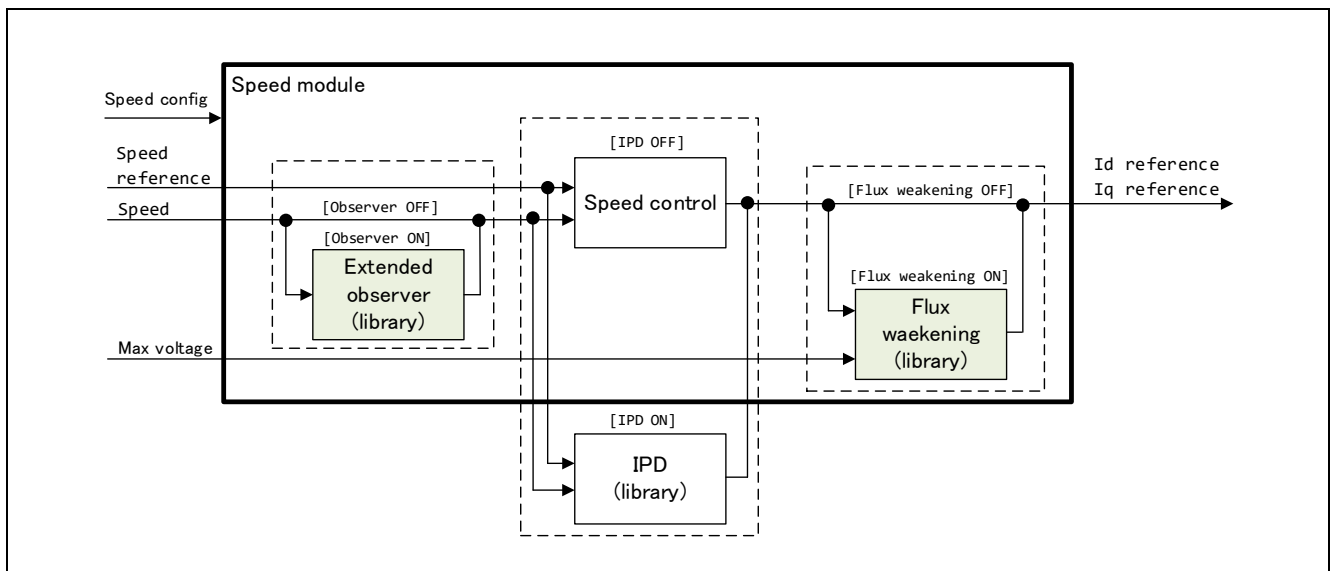 Speed module
Speed config
[IPD OFF]
Speed
reference
Speed control
[Flux weakening OFF]
Id reference
Iq reference
Speed
[Observer OFF]
[Observer ON]
Extended
observer
(library)
[Flux weakening ON]
Flux
waekening
(library)
Max voltage
[IPD ON]
IPD
(library)